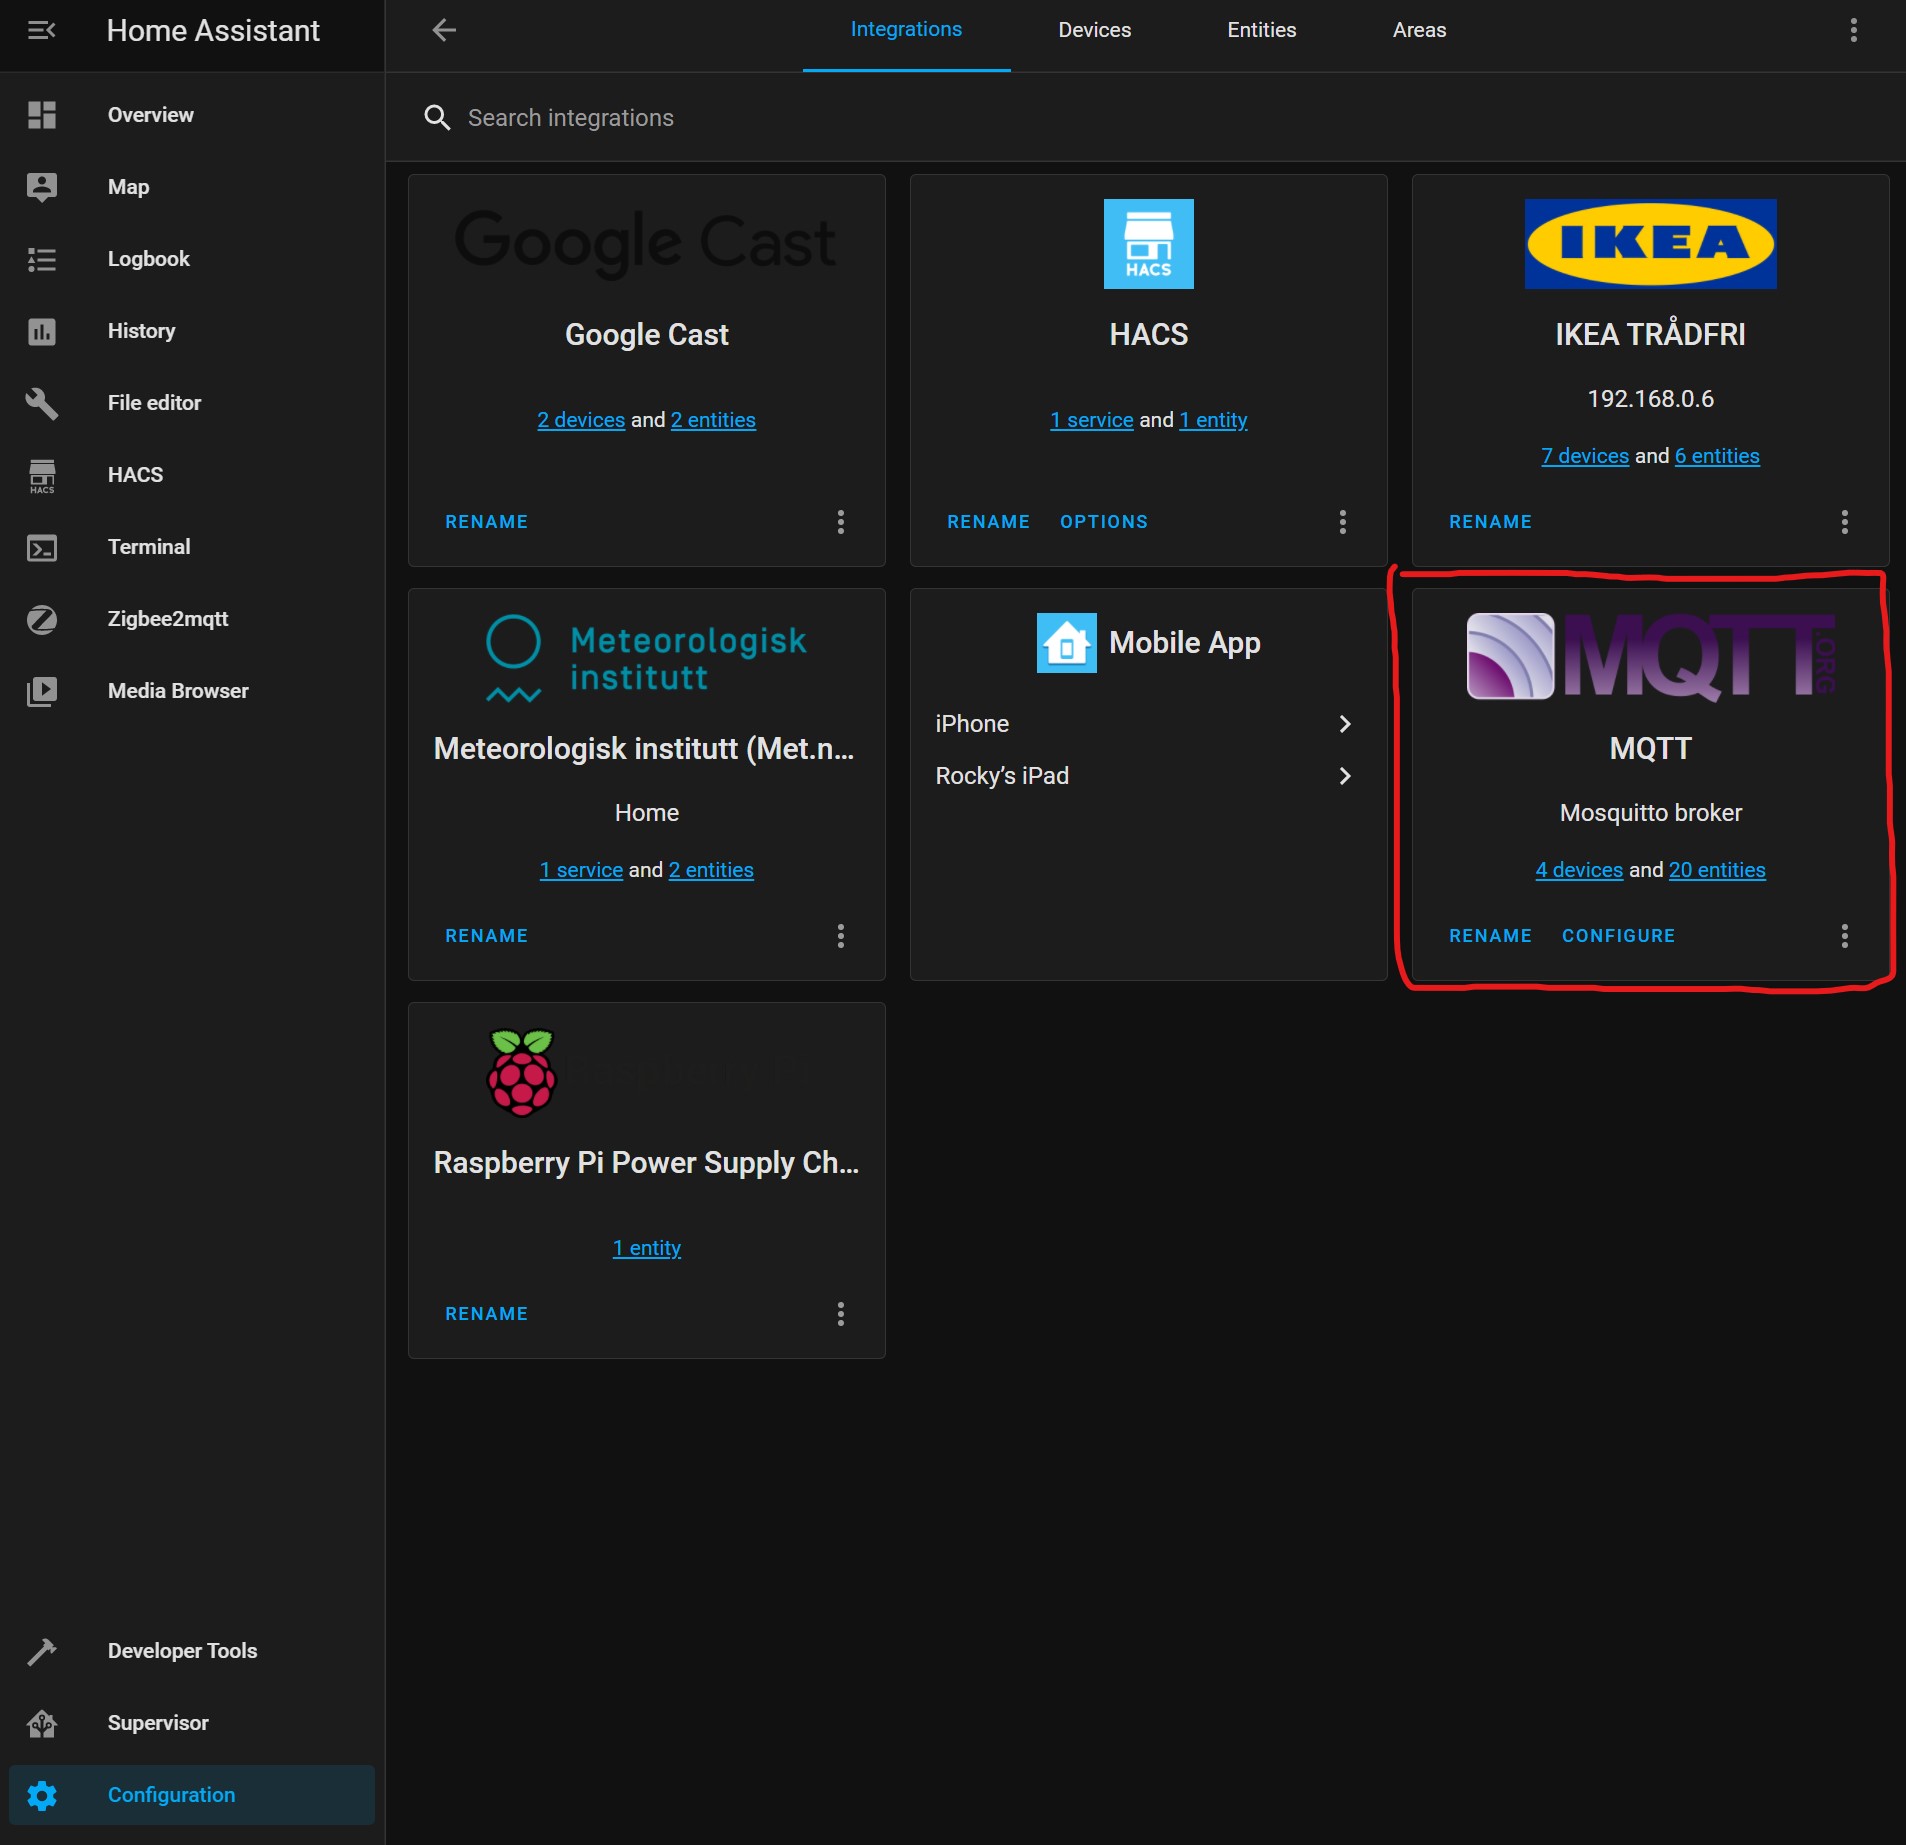 Home Assistant
Overview
Map
Logbook
History
File editor
HACS
HACS
Terminal
Zigbee2mqtt
Media Browser
Developer Tools
Supervisor
Configuration
Integrations
Devices
Entities
Areas
Search integrations
Google Cast
Google Cast
2 devices and 2 entities
RENAME
HACS
HACS
1 service and 1 entity
RENAME OPTIONS
IKEA
IKEA TRÅDFRI
192.168.0.6
7 devices and 6 entities
RENAME
Meteorologisk
institutt
Meteorologisk institutt (Met.n...
Home
1 service and 2 entities
RENAME
Mobile App
iPhone
Rocky’s iPad
MQTT.ORG
MQTT
Mosquitto broker
4 devices and 20 entities
RENAME CONFIGURE
Raspberry Pi
Raspberry Pi Power Supply Ch...
1 entity
RENAME